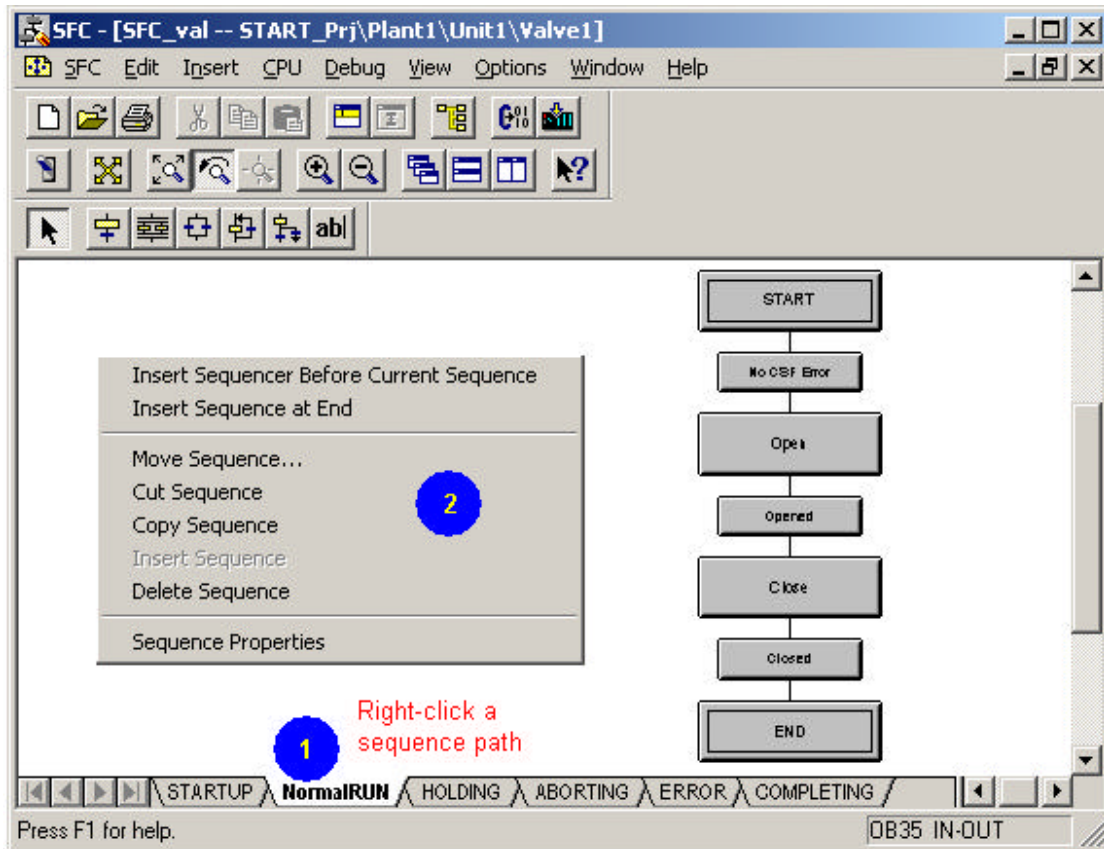 SFC - [SFC_val -- START_Prj\Plant1\Unit1\Valve1]
SFC Edit Insert CPU Debug View Options Window Help
ab|
START
No CSF Error
Open
Opened
Close
Closed
END
Insert Sequencer Before Current Sequence
Insert Sequence at End
Move Sequence...
Cut Sequence
Copy Sequence
Insert Sequence
Delete Sequence
Sequence Properties
2
1
Right-click a
sequence path
STARTUP NormalRUN HOLDING ABORTING ERROR COMPLETING
Press F1 for help.
OB35 IN-OUT